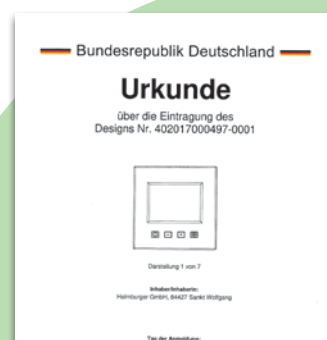 Bundesrepublik Deutschland
Urkunde
über die Eintragung des
Designs Nr. 402017000497-0001
Darstellung 1 von 7
Inhaber/Inhaberin:
Heimburger GmbH, 84427 Sankt Wolfgang
Tag der Anmeldung: